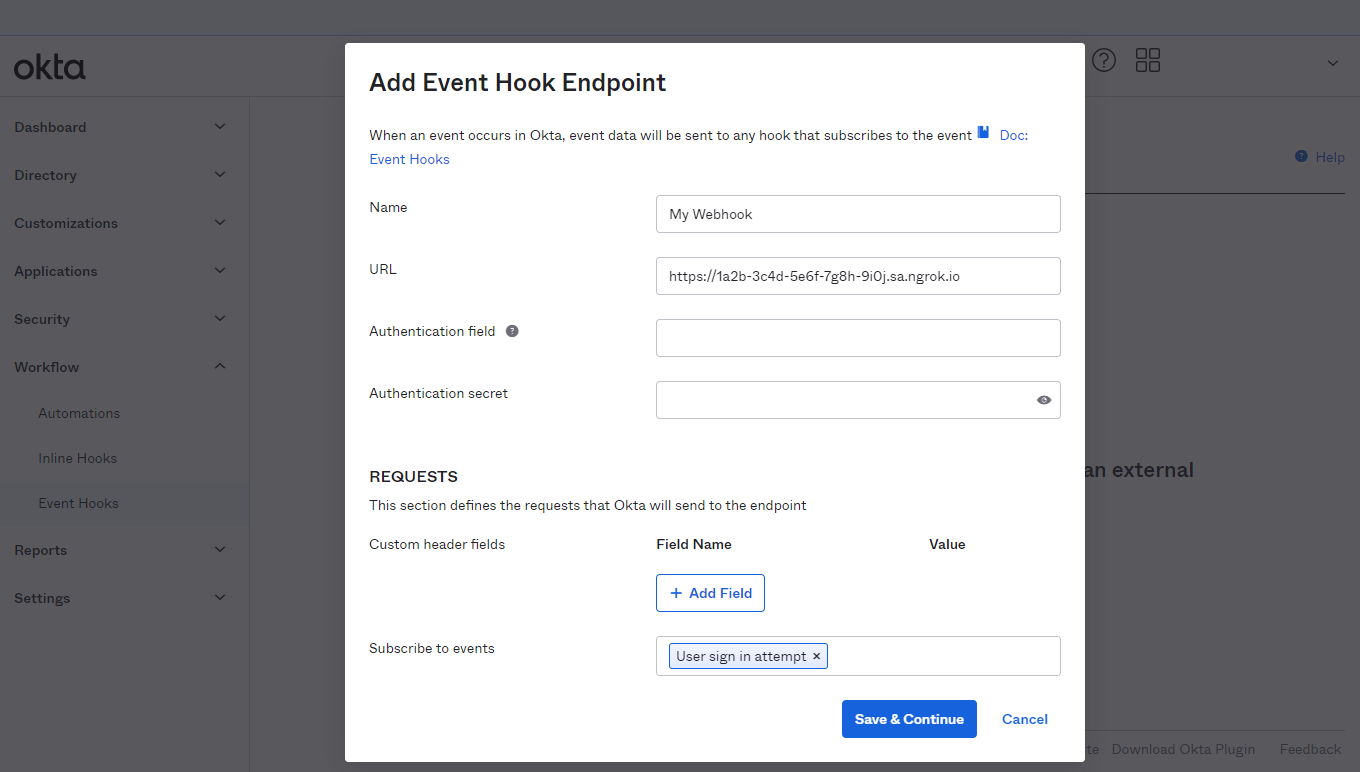 okta
Dashboard
Directory
Customizations
Applications
Security
Workflow
Automations
Inline Hooks
Event Hooks
Reports
Settings
Help
an external
Download Okta Plugin
Feedback
Add Event Hook Endpoint
When an event occurs in Okta, event data will be sent to any hook that subscribes to the event Doc:
Event Hooks
Name
My Webhook
URL
https://1a2b-3c4d-5e6f-7g8h-9i0j.sa.ngrok.io
Authentication field
Authentication secret
REQUESTS
This section defines the requests that Okta will send to the endpoint
Custom header fields Field Name Value
+ Add Field
Subscribe to events
User sign in attempt ×
Save & Continue Cancel